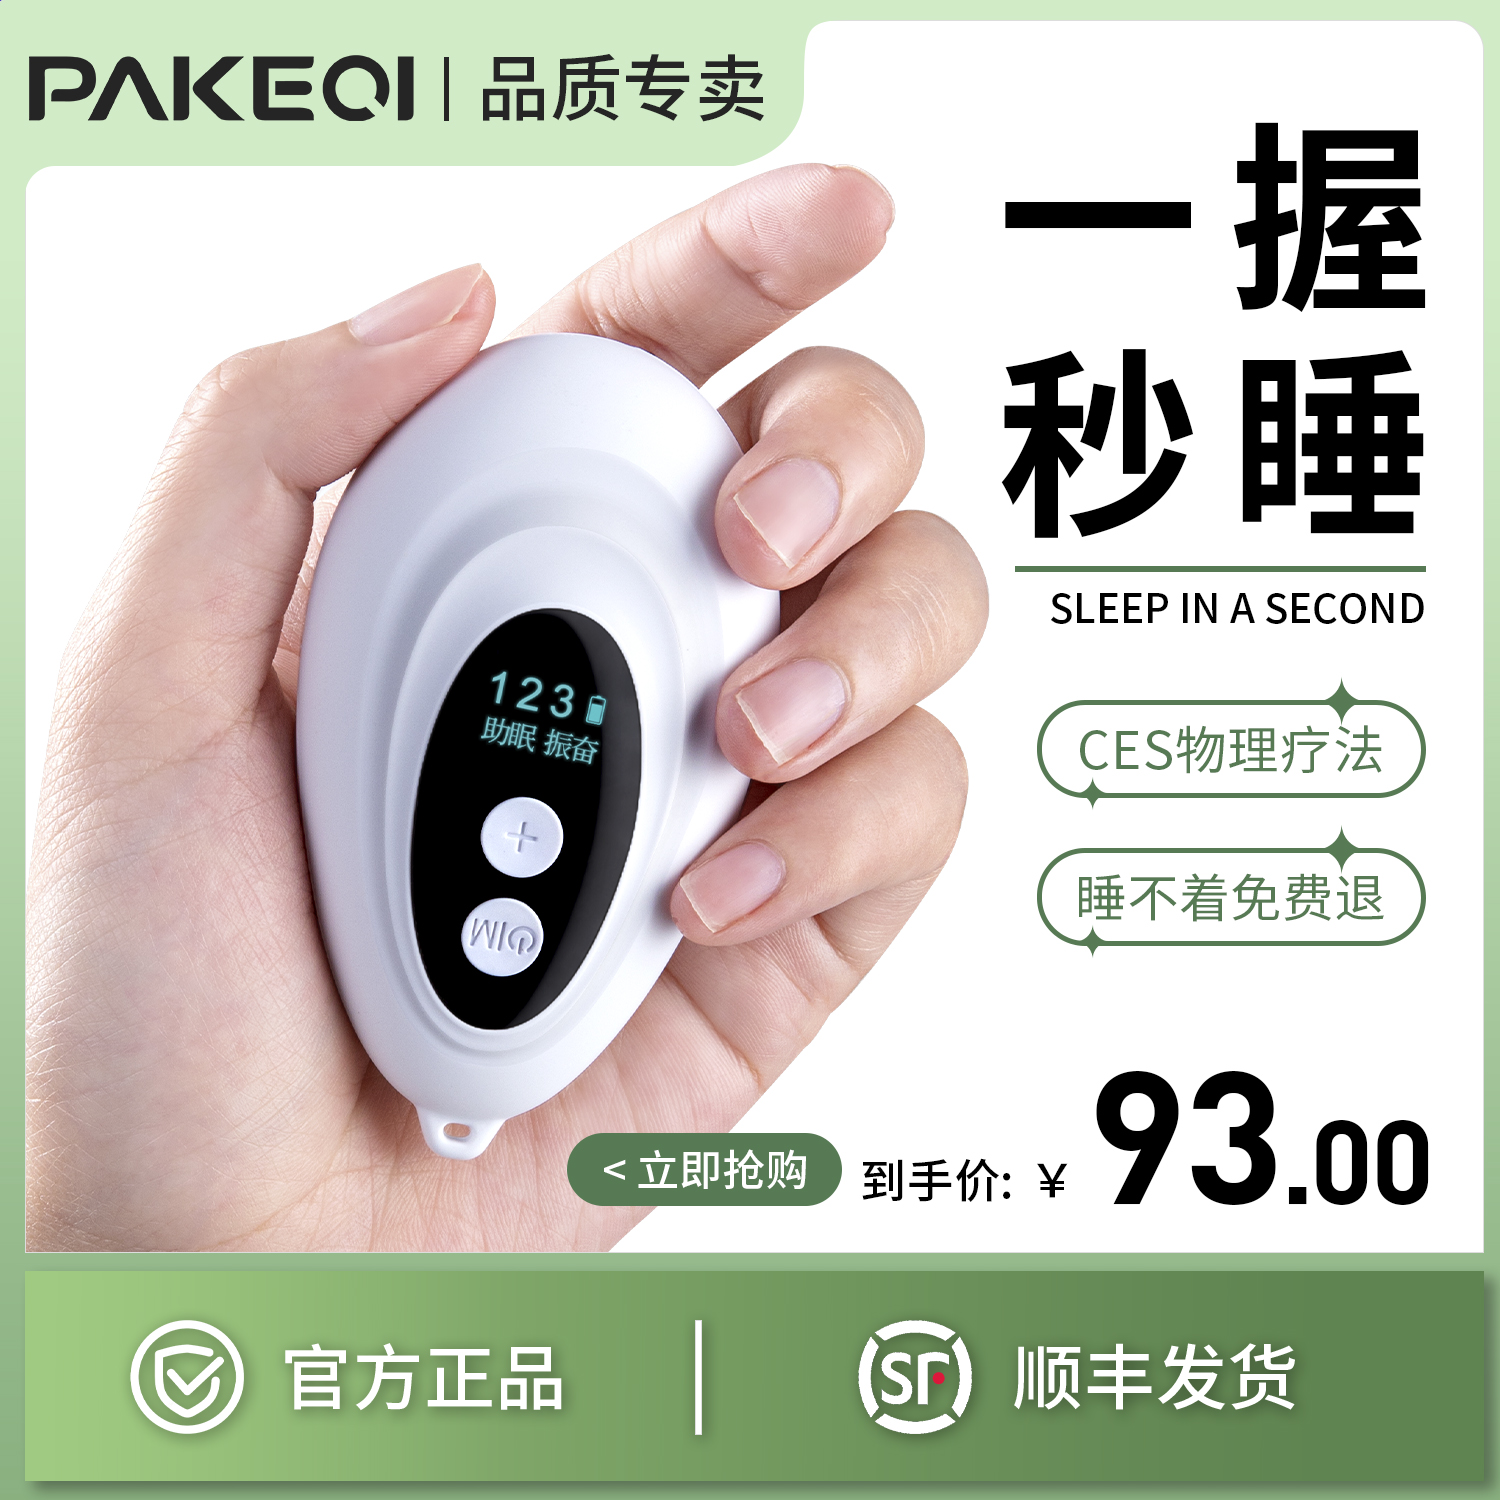 PAKEQI | 品质专卖
一握
秒睡
SLEEP IN A SECOND
CES物理疗法
睡不着免费退
123
助眠 振奋
+
M
< 立即抢购
到手价: ¥ 93.00
官方正品
SF 顺丰发货